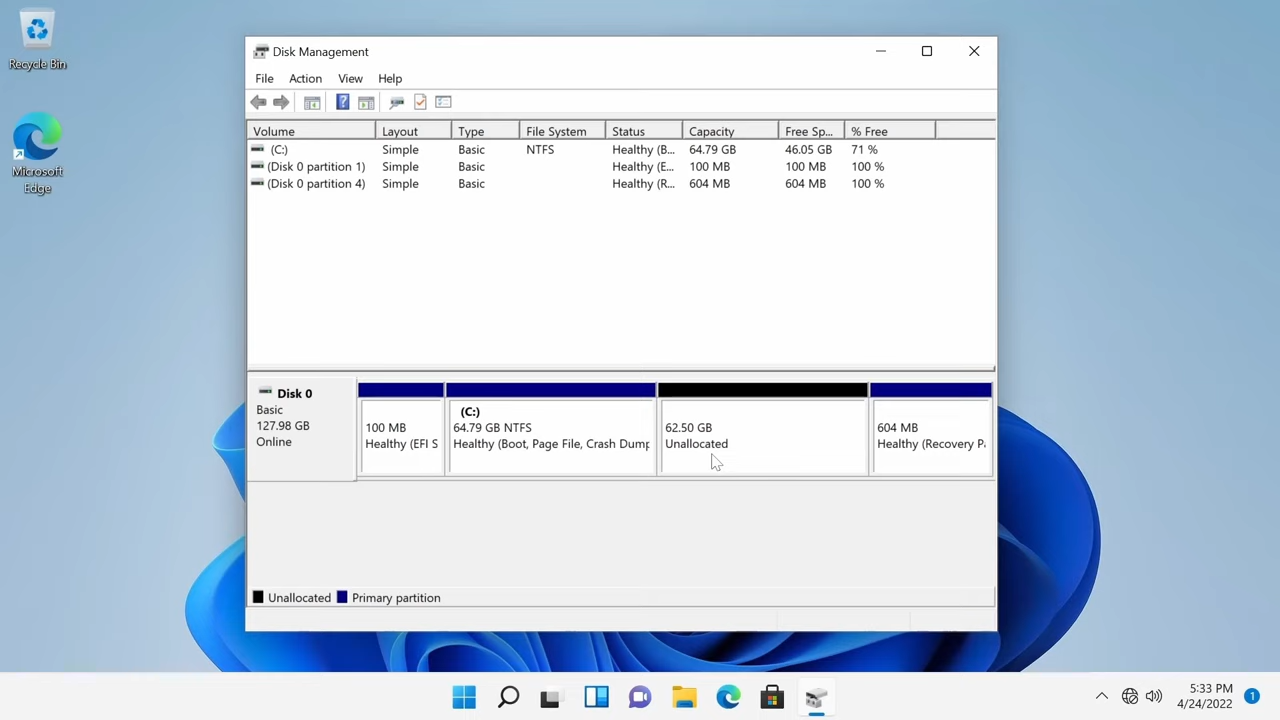 Recycle Bin
Microsoft
Edge
Disk Management
File Action View Help
Volume Layout Type File System Status Capacity Free Sp... % Free
(C:) Simple Basic NTFS Healthy (B... 64.79 GB 46.05 GB 71 %
(Disk 0 partition 1) Simple Basic Healthy (E... 100 MB 100 MB 100 %
(Disk 0 partition 4) Simple Basic Healthy (R... 604 MB 604 MB 100 %
Disk 0
Basic
127.98 GB
Online
100 MB
Healthy (EFI S
(C:)
64.79 GB NTFS
Healthy (Boot, Page File, Crash Dump
62.50 GB
Unallocated
604 MB
Healthy (Recovery Pa
Unallocated Primary partition
5:33 PM
4/24/2022
1